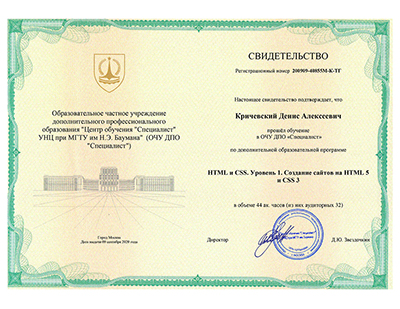 Образовательное частное учреждение
дополнительного профессионального
образования "Центр обучения "Специалист"
УНЦ при МГТУ им Н.Э. Баумана" (ОЧУ ДПО
"Специалист")
Город Москва
Дата выдачи 09 сентября 2020 года
СВИДЕТЕЛЬСТВО
Регистрационный номер 200909-40855М-К-ТГ
Настоящее свидетельство подтверждает, что
Кричевский Денис Алексеевич
прошёл обучение
в ОЧУ ДПО «Специалист»
по дополнительной образовательной программе
HTML и CSS. Уровень 1. Создание сайтов на HTML 5
и CSS 3
в объеме 44 ак. часов (из них аудиторных 32)
Директор
Д.Ю. Звездочкин